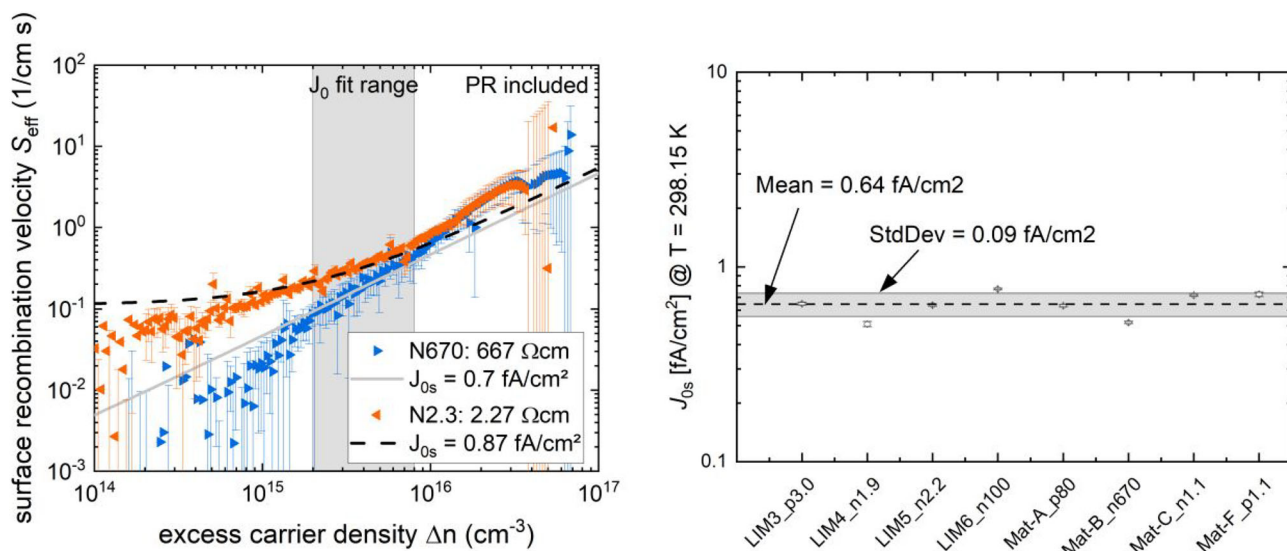 surface recombination velocity S_eff (1/cm s)
10²
10¹
10⁰
10⁻¹
10⁻²
10⁻³
J₀ fit range
PR included
N670: 667 Ωcm
J₀ₛ = 0.7 fA/cm²
N2.3: 2.27 Ωcm
J₀ₛ = 0.87 fA/cm²
10¹⁴
10¹⁵
10¹⁶
10¹⁷
excess carrier density Δn (cm⁻³)
J₀ₛ [fA/cm²] @ T = 298.15 K
10
1
0.1
Mean = 0.64 fA/cm2
StdDev = 0.09 fA/cm2
LIM3_p3.0
LIM4_n1.9
LIM5_n2.2
LIM6_n100
Mat-A_p80
Mat-B_n670
Mat-C_n1.1
Mat-F_p1.1